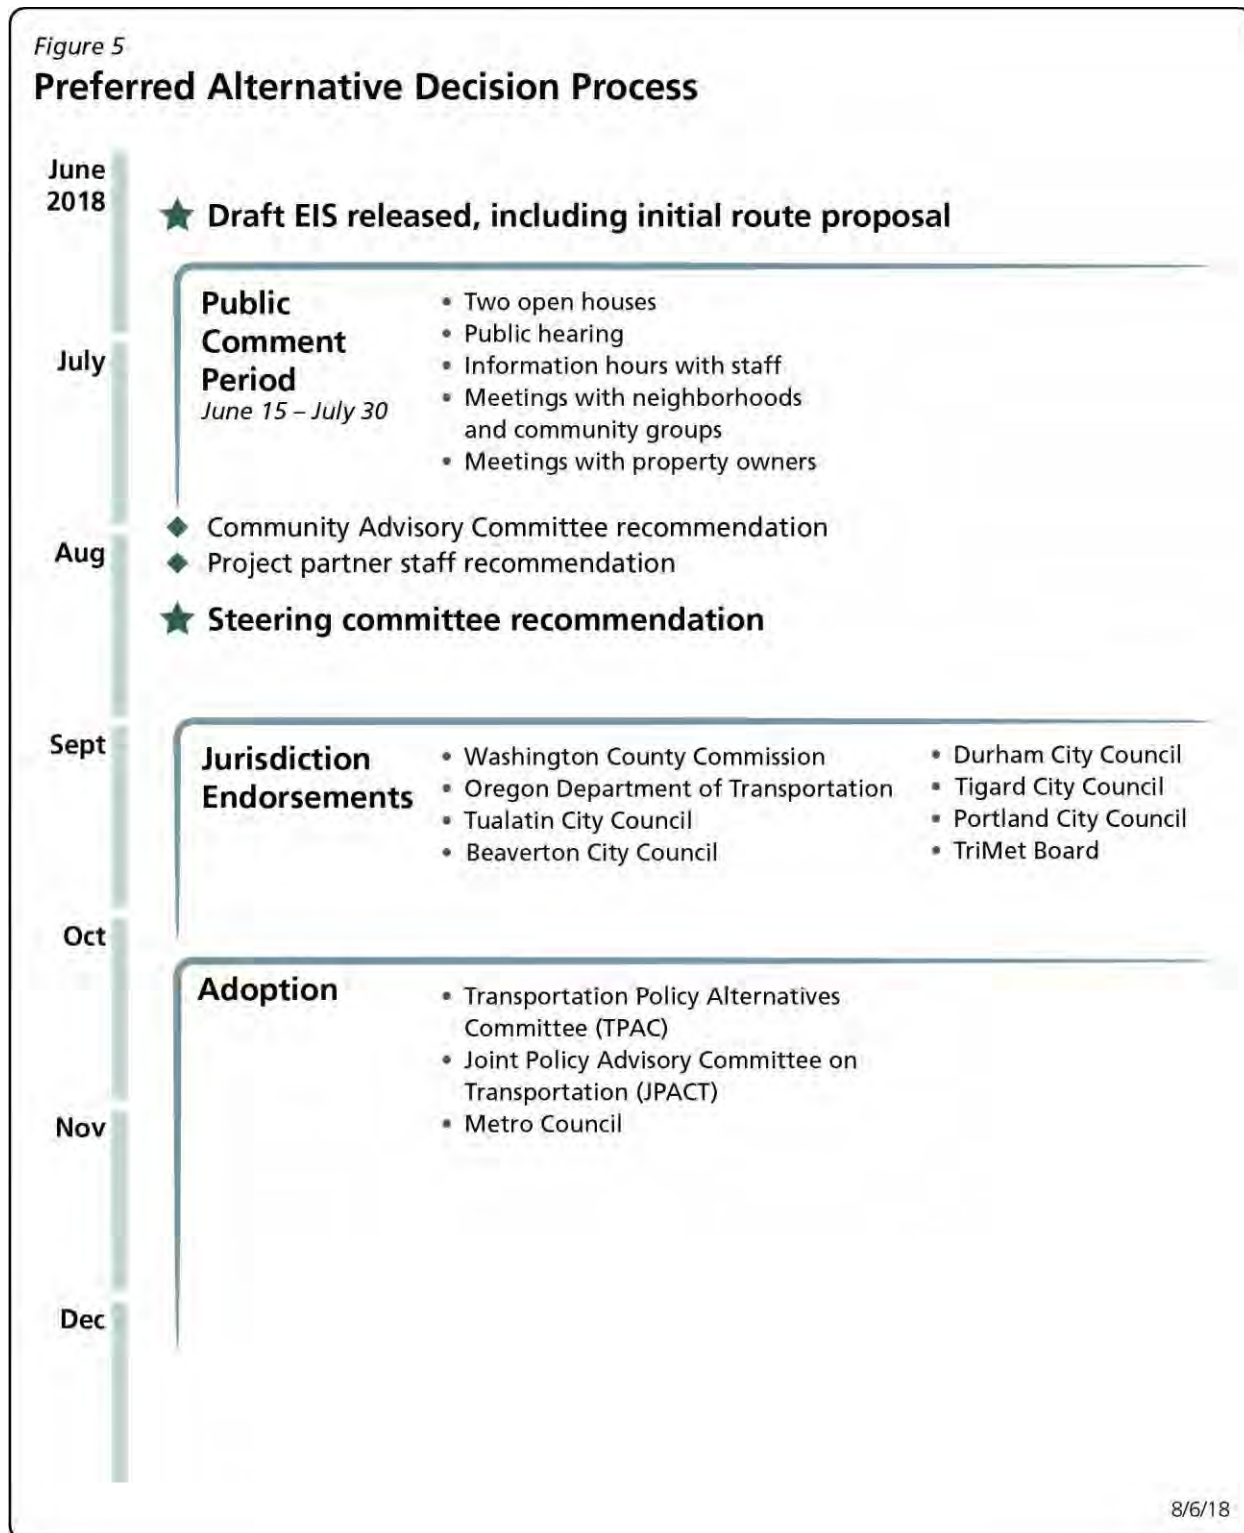 Figure 5
Preferred Alternative Decision Process
June
2018
★ Draft EIS released, including initial route proposal
Public
Comment
Period
June 15 – July 30
• Two open houses
• Public hearing
• Information hours with staff
• Meetings with neighborhoods
and community groups
• Meetings with property owners
July
◆ Community Advisory Committee recommendation
Aug
◆ Project partner staff recommendation
★ Steering committee recommendation
Sept
Jurisdiction
Endorsements
• Washington County Commission
• Oregon Department of Transportation
• Tualatin City Council
• Beaverton City Council
• Durham City Council
• Tigard City Council
• Portland City Council
• TriMet Board
Oct
Adoption
• Transportation Policy Alternatives
Committee (TPAC)
• Joint Policy Advisory Committee on
Transportation (JPACT)
• Metro Council
Nov
Dec
8/6/18